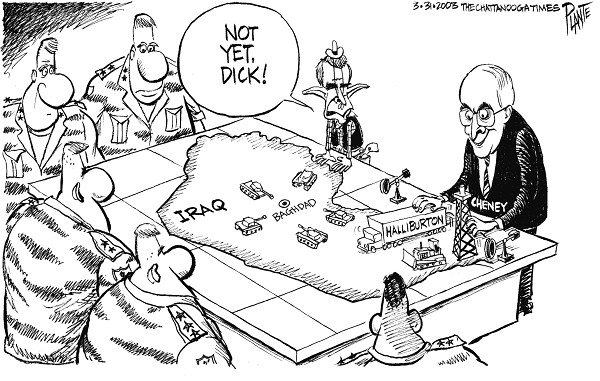 3·31·2003 THE CHATTANOOGA TIMES PLANTE
NOT
YET,
DICK!
IRAQ
BAGHDAD
HALLIBURTON
CHENEY